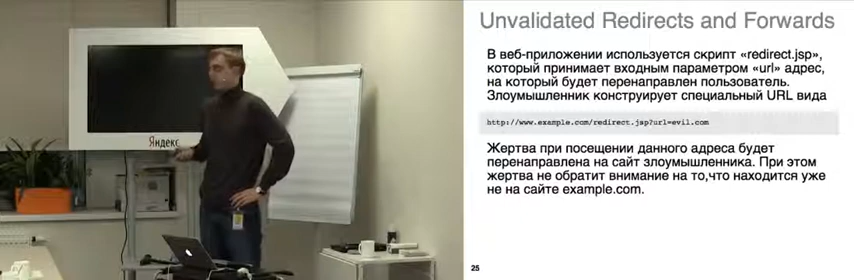 Яндекс
Unvalidated Redirects and Forwards
В веб-приложении используется скрипт «redirect.jsp»,
который принимает входным параметром «url» адрес,
на который будет перенаправлен пользователь.
Злоумышленник конструирует специальный URL вида
http://www.example.com/redirect.jsp?url=evil.com
Жертва при посещении данного адреса будет
перенаправлена на сайт злоумышленника. При этом
жертва не обратит внимание на то,что находится уже
не на сайте example.com.
25